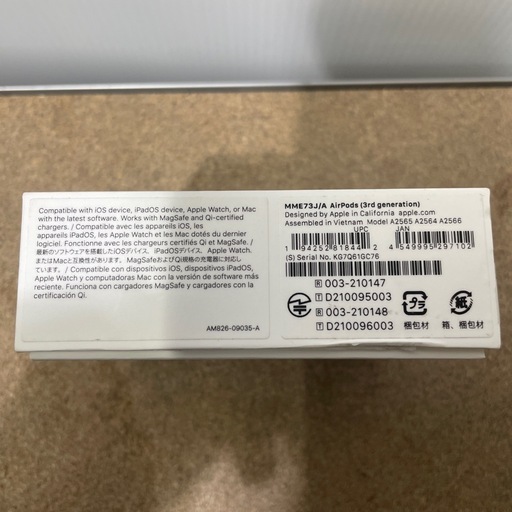 Compatible with iOS device, iPadOS device, Apple Watch, or Mac
with the latest software. Works with MagSafe and Qi-certified
chargers. / Compatible avec les appareils iOS, les
appareils iPadOS, les Apple Watch et les Mac dotés du dernier
logiciel. Fonctionne avec les chargeurs certifiés Qi et MagSafe.
/ 最新のソフトウェアを搭載したiOSデバイス、iPadOSデバイス、Apple Watch、
またはMacと互換性があります。MagSafeおよびQi規格の充電器に対応し
ています。/ Compatible con dispositivos iOS, dispositivos iPadOS,
Apple Watch y computadoras Mac con la versión de software más
reciente. Funciona con cargadores MagSafe y cargadores con la
certificación Qi.
AM826-09035-A
MME73J/A AirPods (3rd generation)
Designed by Apple in California apple.com
Assembled in Vietnam Model A2565 A2564 A2566
UPC JAN
1 94252 81844 2 4 549995 297102
(S) Serial No. KG7Q61GC76
R 003-210147
T D210095003
R 003-210148
T D210096003
プラ 紙
梱包材 箱、梱包材